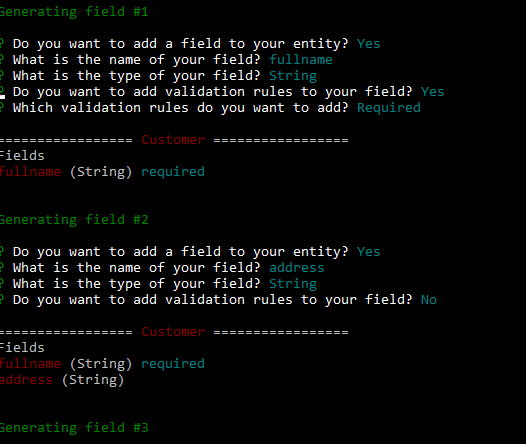 Generating field #1
? Do you want to add a field to your entity? Yes
? What is the name of your field? fullname
? What is the type of your field? String
? Do you want to add validation rules to your field? Yes
? Which validation rules do you want to add? Required
================= Customer =================
Fields
fullname (String) required
Generating field #2
? Do you want to add a field to your entity? Yes
? What is the name of your field? address
? What is the type of your field? String
? Do you want to add validation rules to your field? No
================= Customer =================
Fields
fullname (String) required
address (String)
Generating field #3